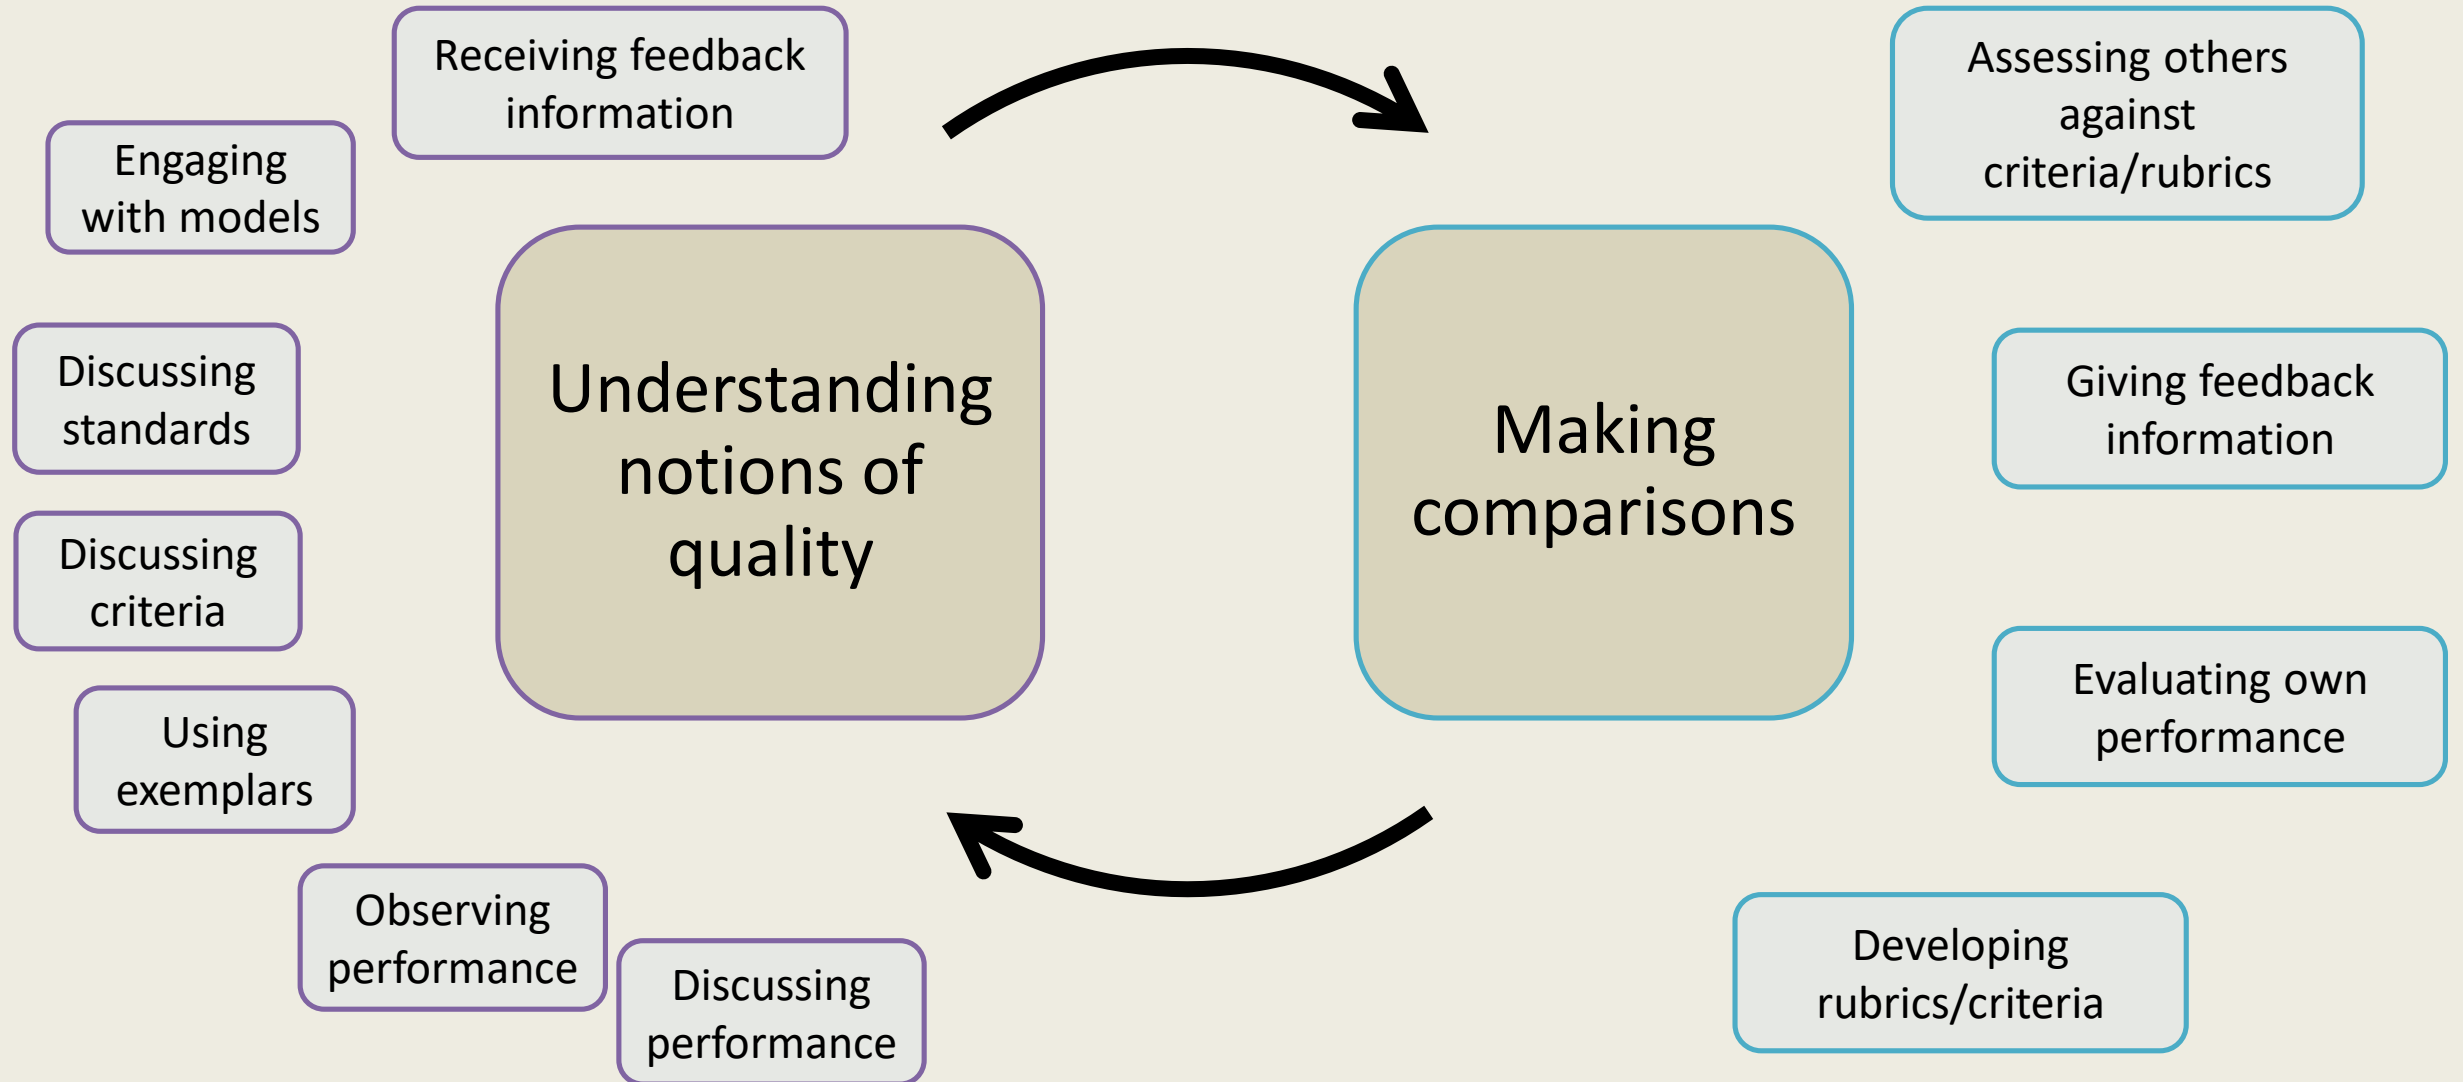 Receiving feedback
information
Engaging
with models
Discussing
standards
Discussing
criteria
Using
exemplars
Observing
performance
Discussing
performance
Understanding
notions of
quality
Making
comparisons
Assessing others
against
criteria/rubrics
Giving feedback
information
Evaluating own
performance
Developing
rubrics/criteria